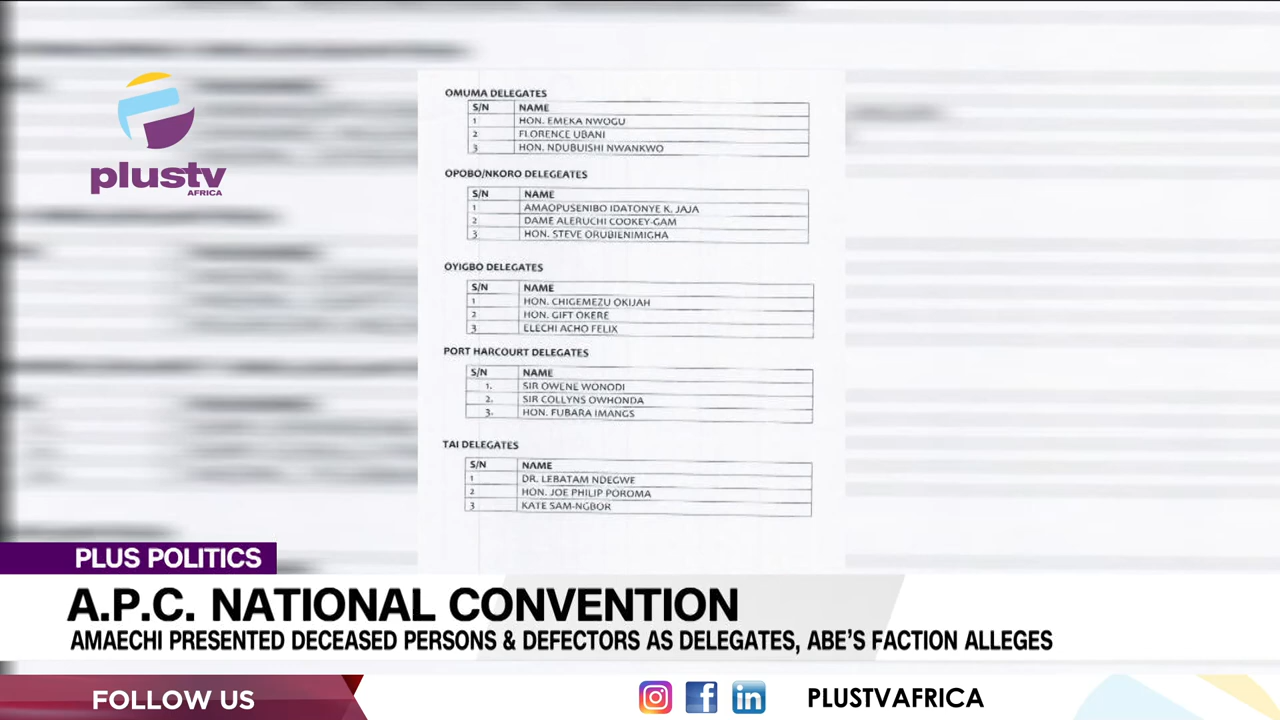 plustv
AFRICA
OMUMA DELEGATES
S/N NAME
1 HON. EMEKA NWOGU
2 FLORENCE UBANI
3 HON. NDUBUISHI NWANKWO
OPOBO/NKORO DELEGEATES
S/N NAME
1 AMAOPUSENIBO IDATONYE K. JAJA
2 DAME ALERUCHI COOKEY-GAM
3 HON. STEVE ORUBIENIMIGHA
OYIGBO DELEGATES
S/N NAME
1 HON. CHIGEMEZU OKIJAH
2 HON. GIFT OKERE
3 ELECHI ACHO FELIX
PORT HARCOURT DELEGATES
S/N NAME
1. SIR OWENE WONODI
2. SIR COLLYNS OWHONDA
3. HON. FUBARA IMANGS
TAI DELEGATES
S/N NAME
1 DR. LEBATAM NDEGWE
2 HON. JOE PHILIP POROMA
3 KATE SAM-NGBOR
PLUS POLITICS
A.P.C. NATIONAL CONVENTION
AMAECHI PRESENTED DECEASED PERSONS & DEFECTORS AS DELEGATES, ABE'S FACTION ALLEGES
FOLLOW US
PLUSTVAFRICA